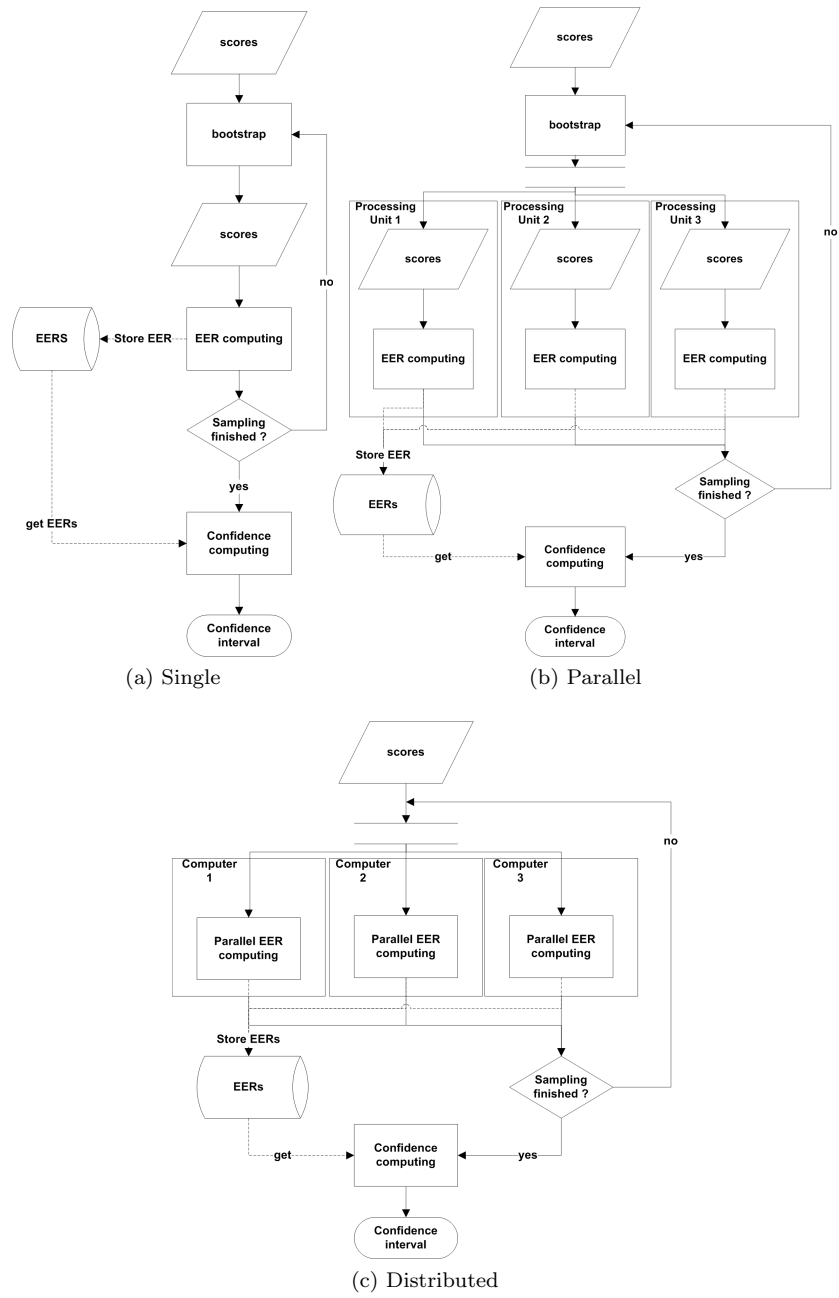 scores
bootstrap
scores
no
EERS
Store EER
EER computing
Sampling
finished ?
yes
get EERs
Confidence
computing
Confidence
interval
(a) Single
scores
bootstrap
no
Processing
Unit 1
Processing
Unit 2
Processing
Unit 3
scores
scores
scores
EER computing
EER computing
EER computing
Store EER
Sampling
finished ?
EERs
get
Confidence
computing
yes
Confidence
interval
(b) Parallel
scores
no
Computer
1
Computer
2
Computer
3
Parallel EER
computing
Parallel EER
computing
Parallel EER
computing
Store EERs
EERs
Sampling
finished ?
get
Confidence
computing
yes
Confidence
interval
(c) Distributed